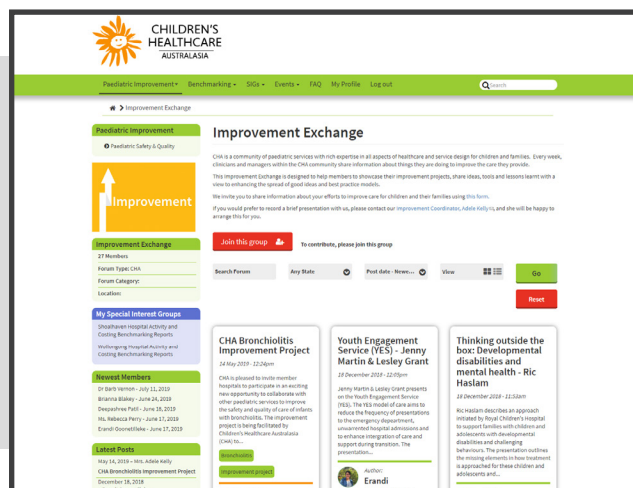 CHILDREN'S
HEALTHCARE
AUSTRALASIA
Paediatric Improvement Benchmarking SIGs Events FAQ My Profile Log out Search
Improvement Exchange
Paediatric Improvement
Paediatric Safety & Quality
Improvement
Improvement Exchange
27 Members
Forum Type: CHA
Forum Category:
Location:
My Special Interest Groups
Shoalhaven Hospital Activity and
Costing Benchmarking Reports
Wollongong Hospital Activity and
Costing Benchmarking Reports
Newest Members
Dr Barb Vernon - July 11, 2019
Brianna Blakey - June 24, 2019
Deepashree Patil - June 18, 2019
Ms. Rebecca Perry - June 17, 2019
Erandi Goonetilleke - June 17, 2019
Latest Posts
May 14, 2019 – Mrs. Adele Kelly
CHA Bronchiolitis Improvement Project
December 18, 2018
Improvement Exchange
CHA is a community of paediatric services with rich expertise in all aspects of healthcare and service design for children and families. Every week,
clinicians and managers within the CHA community share information about things they are doing to improve the care they provide.
This Improvement Exchange is designed to help members to showcase their improvement projects, share ideas, tools and lessons learnt with a
view to enhancing the spread of good ideas and best practice models.
We invite you to share information about your efforts to improve care for children and their families using this form.
If you would prefer to record a brief presentation with us, please contact our Improvement Coordinator, Adele Kelly, and she will be happy to
arrange this for you.
Join this group To contribute, please join this group
Search Forum Any State Post date - Newe... View Go
Reset
CHA Bronchiolitis
Improvement Project
14 May 2019 - 12:24pm
CHA is pleased to invite member
hospitals to participate in an exciting
new opportunity to collaborate with
other paediatric services to improve
the safety and quality of care of infants
with bronchiolitis. The improvement
project is being facilitated by
Children's Healthcare Australasia
(CHA) to...
Bronchiolitis
improvement project
Youth Engagement
Service (YES) - Jenny
Martin & Lesley Grant
18 December 2018 - 12:05pm
Jenny Martin & Lesley Grant presents
on the Youth Engagement Service
(YES). The YES model of care aims to
reduce the frequency of presentations
to the emergency department,
unwarranted hospital admissions and
to enhance integration of care and
support during transition. The
presentation...
Author:
Erandi
Thinking outside the
box: Developmental
disabilities and
mental health - Ric
Haslam
18 December 2018 - 11:53am
Ric Haslam describes an approach
initiated by Royal Children's Hospital
to support families with children and
adolescents with developmental
disabilities and challenging
behaviours. The presentation outlines
the missing elements in how treatment
is approached for these children and
adolescents and...